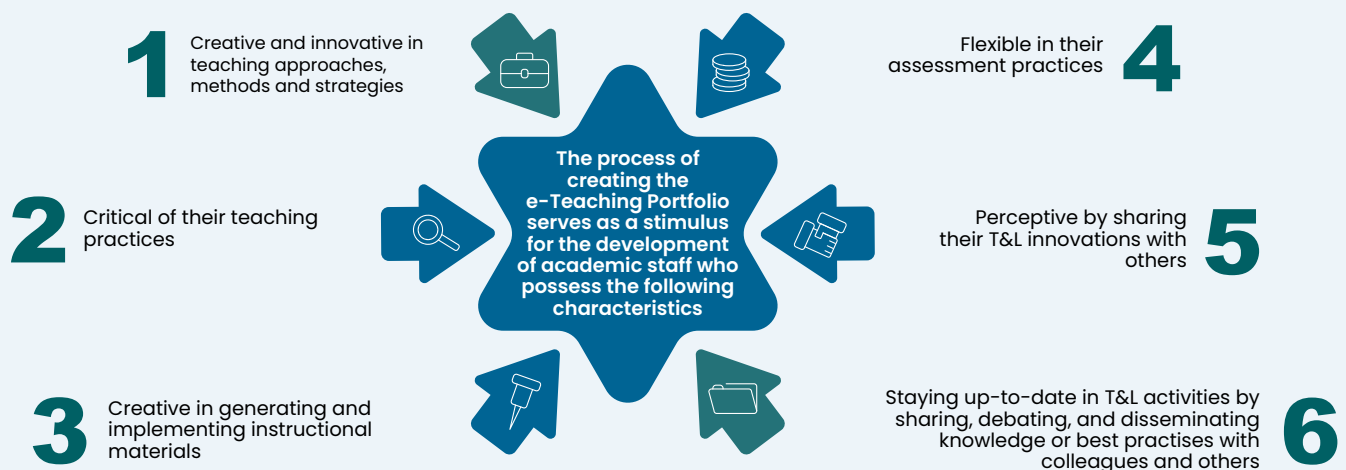 1
Creative and innovative in
teaching approaches,
methods and strategies
2
Critical of their teaching
practices
3
Creative in generating and
implementing instructional
materials
The process of
creating the
e-Teaching Portfolio
serves as a stimulus
for the development
of academic staff who
possess the following
characteristics
4
Flexible in their
assessment practices
5
Perceptive by sharing
their T&L innovations with
others
6
Staying up-to-date in T&L activities by
sharing, debating, and disseminating
knowledge or best practises with
colleagues and others